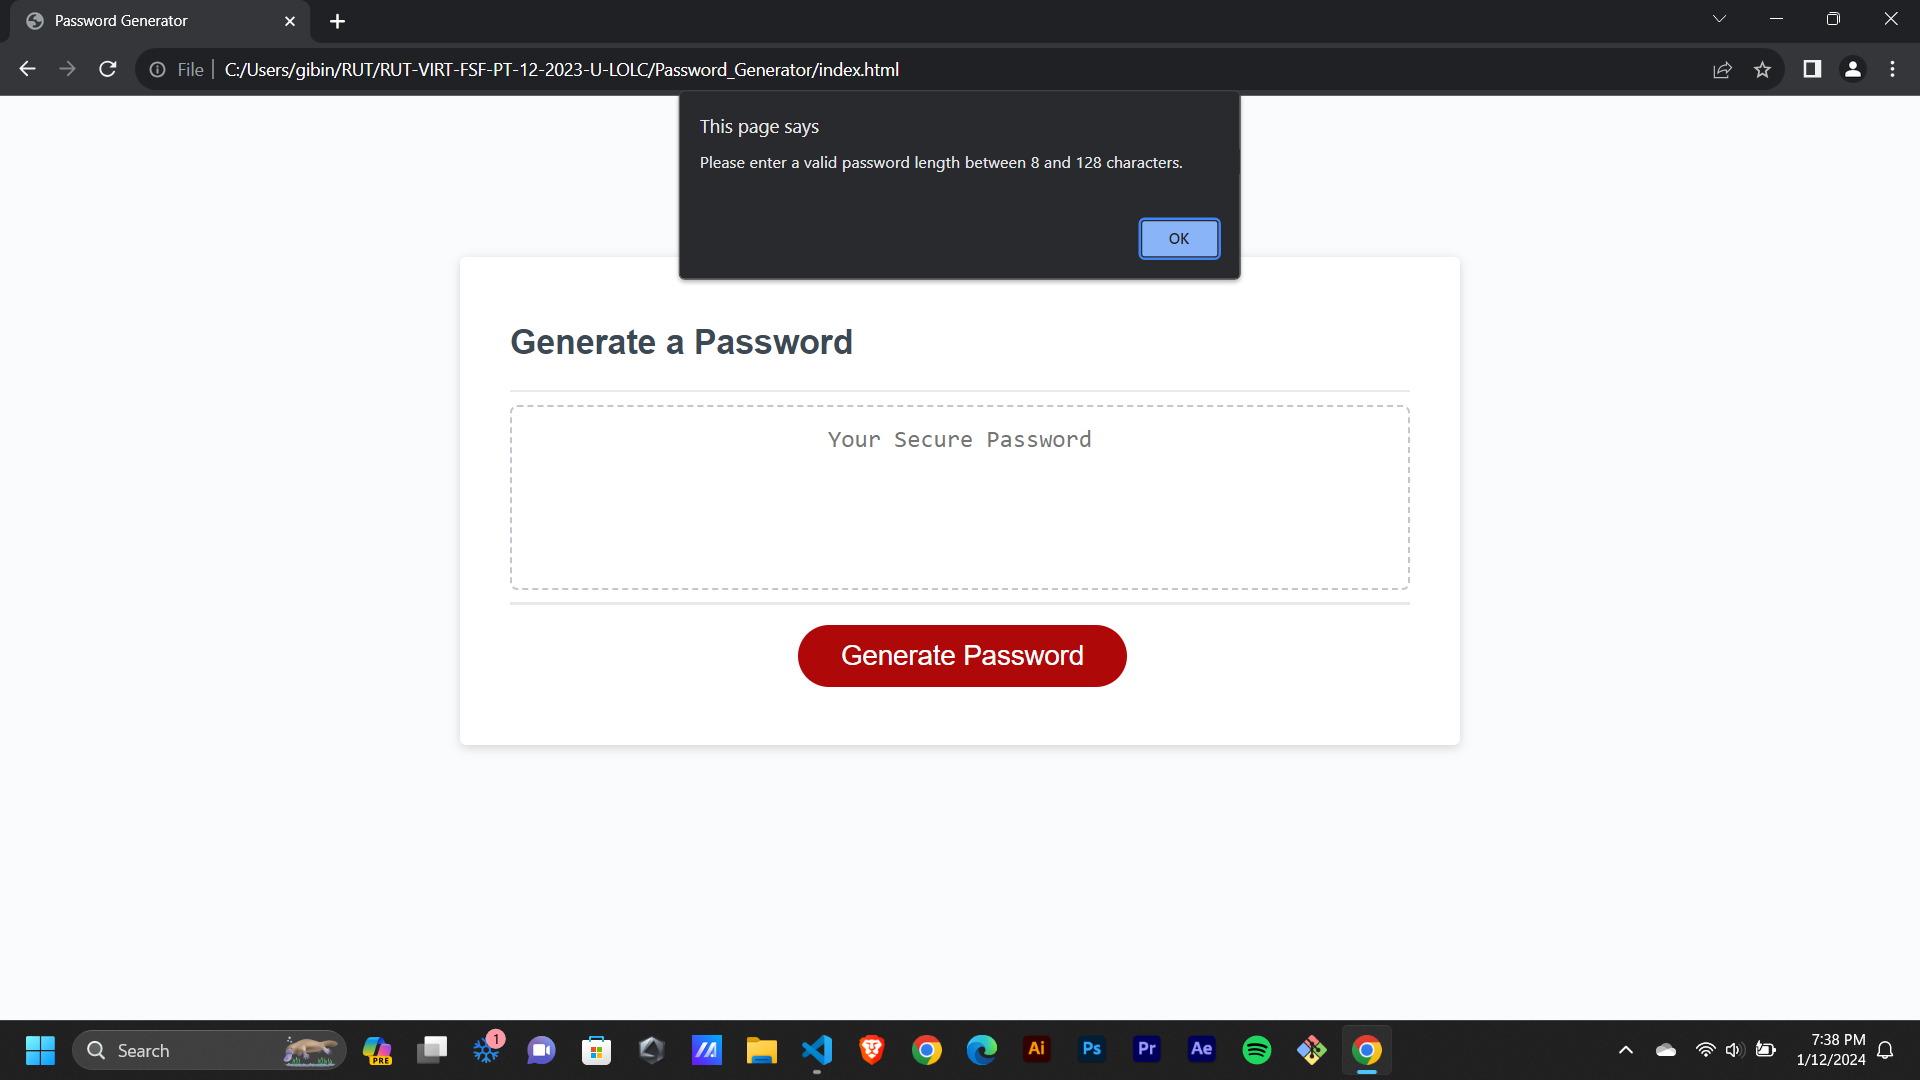 Password Generator
File
C:/Users/gibin/RUT/RUT-VIRT-FSF-PT-12-2023-U-LOLC/Password_Generator/index.html
This page says
Please enter a valid password length between 8 and 128 characters.
OK
Generate a Password
Your Secure Password
Generate Password
Search
PRE
1
Ai
Ps
Pr
Ae
7:38 PM
1/12/2024